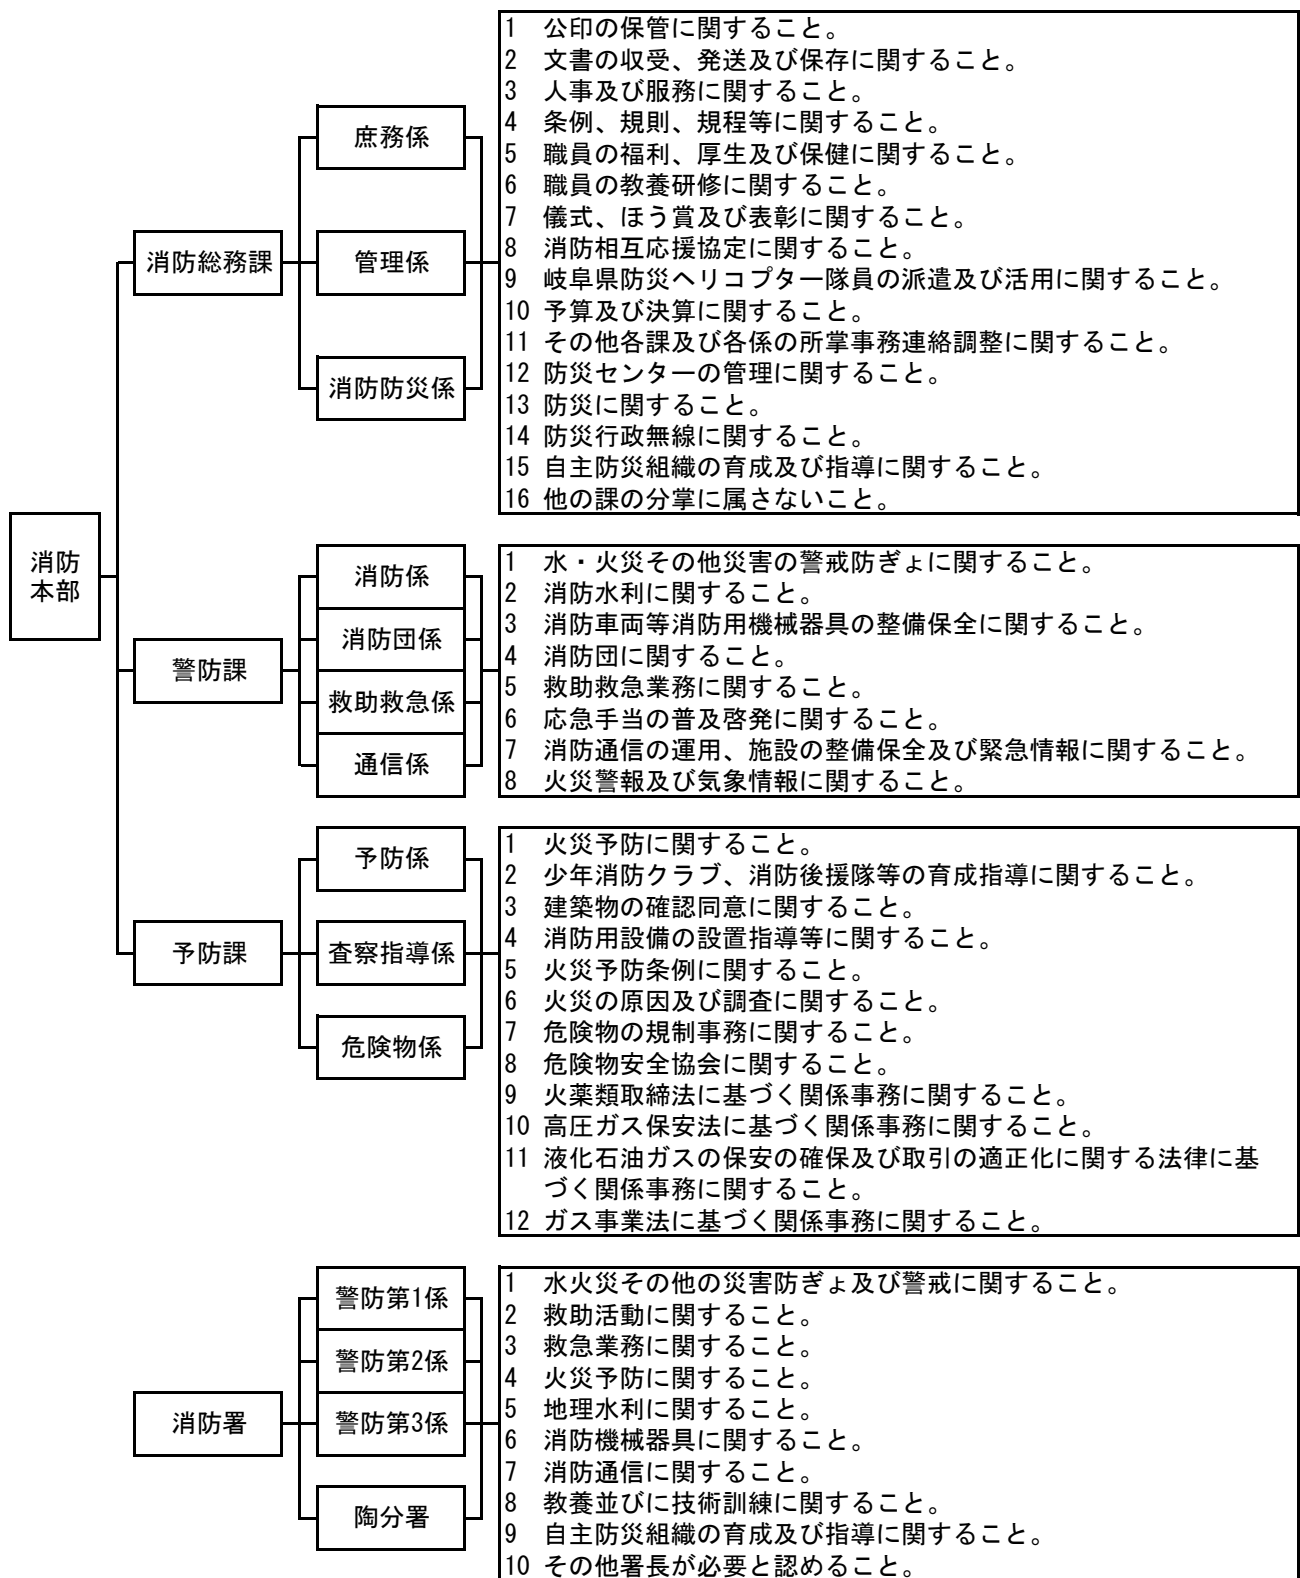 消防
本部
消防総務課
庶務係
管理係
消防防災係
1 公印の保管に関すること。
2 文書の収受、発送及び保存に関すること。
3 人事及び服務に関すること。
4 条例、規則、規程等に関すること。
5 職員の福利、厚生及び保健に関すること。
6 職員の教養研修に関すること。
7 儀式、ほう賞及び表彰に関すること。
8 消防相互応援協定に関すること。
9 岐阜県防災ヘリコプター隊員の派遣及び活用に関すること。
10 予算及び決算に関すること。
11 その他各課及び各係の所掌事務連絡調整に関すること。
12 防災センターの管理に関すること。
13 防災に関すること。
14 防災行政無線に関すること。
15 自主防災組織の育成及び指導に関すること。
16 他の課の分掌に属さないこと。
警防課
消防係
消防団係
救助救急係
通信係
1 水・火災その他災害の警戒防ぎょに関すること。
2 消防水利に関すること。
3 消防車両等消防用機械器具の整備保全に関すること。
4 消防団に関すること。
5 救助救急業務に関すること。
6 応急手当の普及啓発に関すること。
7 消防通信の運用、施設の整備保全及び緊急情報に関すること。
8 火災警報及び気象情報に関すること。
予防課
予防係
査察指導係
危険物係
1 火災予防に関すること。
2 少年消防クラブ、消防後援隊等の育成指導に関すること。
3 建築物の確認同意に関すること。
4 消防用設備の設置指導等に関すること。
5 火災予防条例に関すること。
6 火災の原因及び調査に関すること。
7 危険物の規制事務に関すること。
8 危険物安全協会に関すること。
9 火薬類取締法に基づく関係事務に関すること。
10 高圧ガス保安法に基づく関係事務に関すること。
11 液化石油ガスの保安の確保及び取引の適正化に関する法律に基
づく関係事務に関すること。
12 ガス事業法に基づく関係事務に関すること。
消防署
警防第1係
警防第2係
警防第3係
陶分署
1 水火災その他の災害防ぎょ及び警戒に関すること。
2 救助活動に関すること。
3 救急業務に関すること。
4 火災予防に関すること。
5 地理水利に関すること。
6 消防機械器具に関すること。
7 消防通信に関すること。
8 教養並びに技術訓練に関すること。
9 自主防災組織の育成及び指導に関すること。
10 その他署長が必要と認めること。